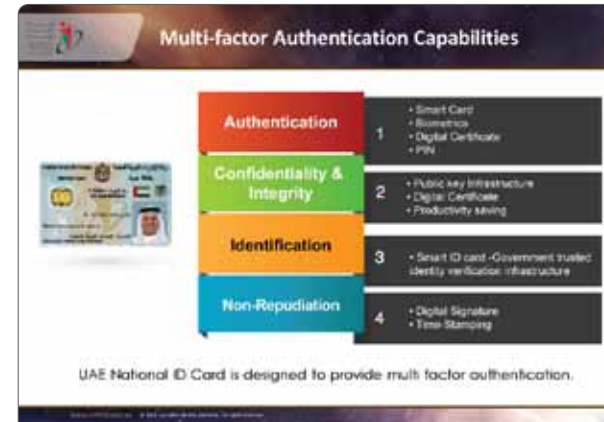 Multi-factor Authentication Capabilities
Authentication
1
• Smart Card
• Biometrics
• Digital Certificate
• PIN
Confidentiality &
Integrity
2
• Public key Infrastructure
• Digital Certificate
• Productivity saving
Identification
3
• Smart ID card -Government trusted
identity verification infrastructure
Non-Repudiation
4
• Digital Signature
• Time Stamping
UAE National ID Card is designed to provide multi factor authentication.